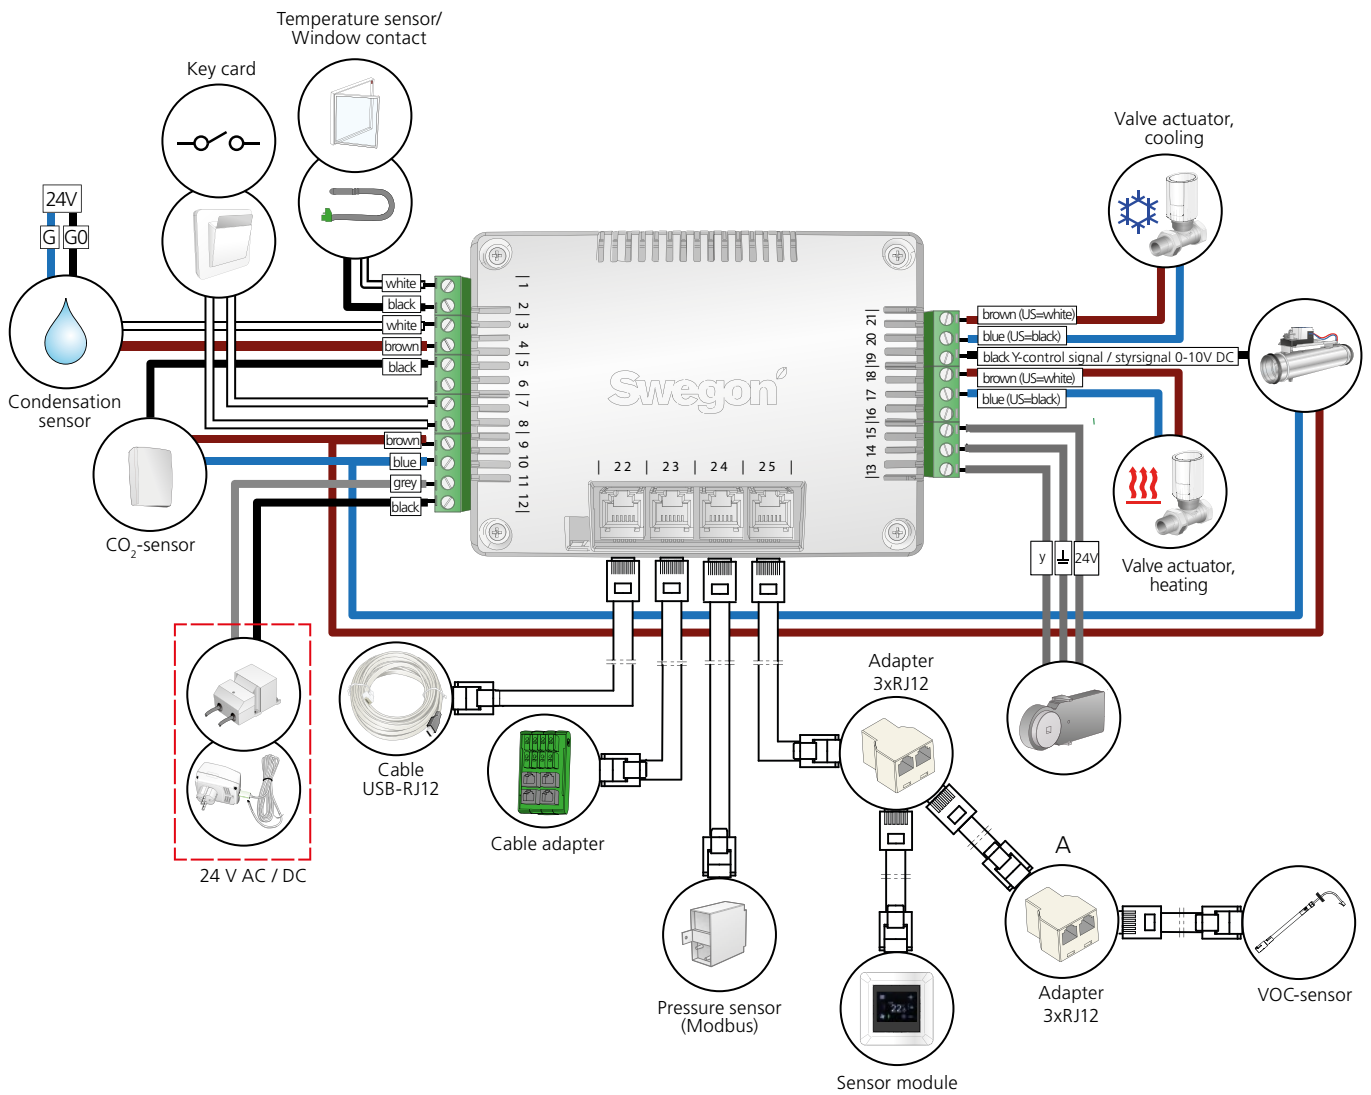 Temperature sensor/
Window contact
Key card
24V
G
G0
Condensation
sensor
CO2-sensor
white
black
white
brown
black
brown
blue
grey
black
|1
2|
|3
4|
|5
6|
|7
8|
|9
10|
|11
12|
Swegon
| 22 | 23 | 24 | 25 |
21|
20
|19
18
17
|16
15
14
|13
brown (US=white)
blue (US=black)
black Y-control signal / styrsignal 0-10V DC
brown (US=white)
blue (US=black)
Valve actuator,
cooling
Valve actuator,
heating
y
24V
24 V AC / DC
Cable
USB-RJ12
Cable adapter
Pressure sensor
(Modbus)
Adapter
3xRJ12
22
Sensor module
A
Adapter
3xRJ12
VOC-sensor